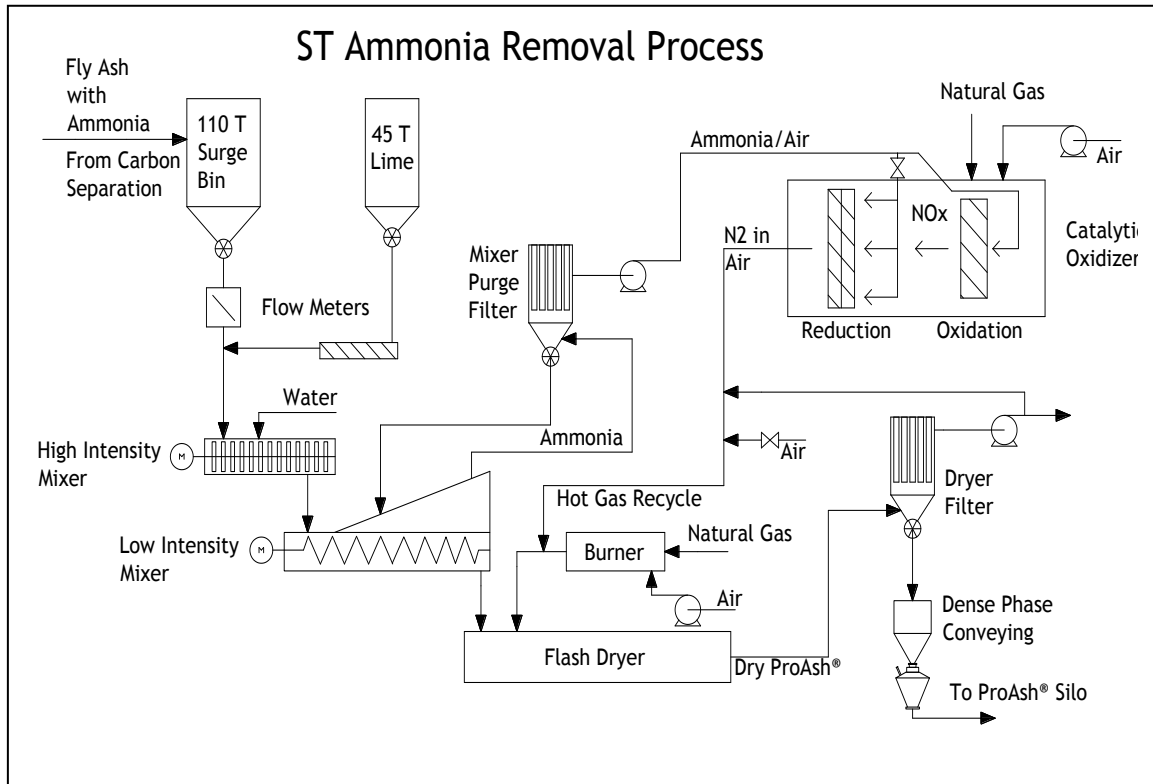 ST Ammonia Removal Process
Fly Ash
with
Ammonia
From Carbon
Separation
110 T
Surge
Bin
45 T
Lime
Flow Meters
Water
High Intensity
Mixer
M
Low Intensity
Mixer
M
Mixer
Purge
Filter
Ammonia
Ammonia/Air
Natural Gas
Air
NOx
Catalytic
Oxidizer
N2 in
Air
Reduction
Oxidation
Air
Hot Gas Recycle
Natural Gas
Burner
Air
Flash Dryer
Dry ProAsh®
Dryer
Filter
Dense Phase
Conveying
To ProAsh® Silo